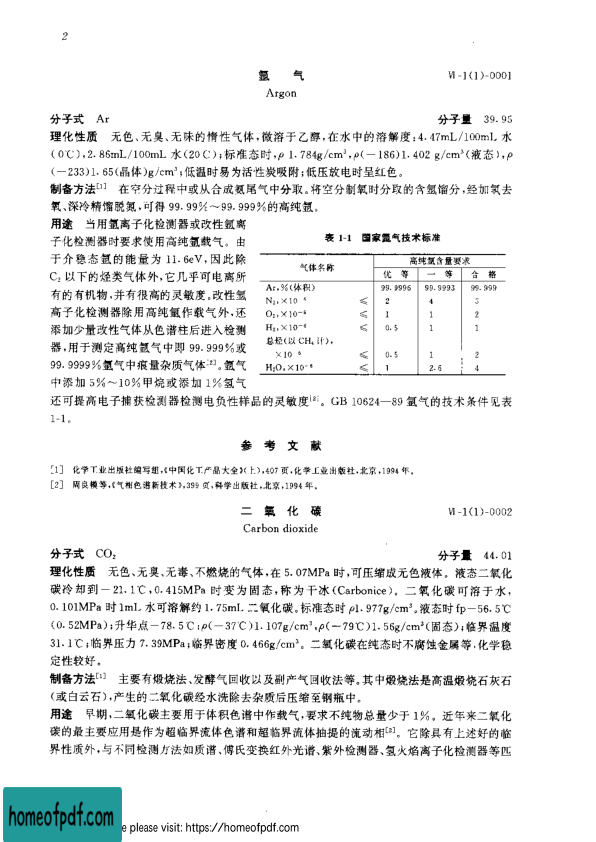 2
氩 气 Ⅵ-1(1)-0001
Argon
分子式 Ar 分子量 39.95
理化性质 无色、无臭、无味的惰性气体,微溶于乙醇,在水中的溶解度:4.47mL/100mL 水
(0℃),2.86mL/100mL 水(20℃);标准态时,ρ 1.784g/cm³,ρ(-186)1.402 g/cm³(液态),ρ
(-233)1.65(晶体)g/cm³;低温时易为活性炭吸附;低压放电时呈红色。
制备方法[1] 在空分过程中或从合成氨尾气中分取。将空分制氧时分取的含氩馏分,经加氢去
氧、深冷精馏脱氮,可得 99.99%~99.999%的高纯氩。
用途 当用氩离子化检测器或改性氩离
子化检测器时要求使用高纯氩载气。由
于介稳态氩的能量为 11.6eV,因此除
C₂ 以下的烃类气体外,它几乎可电离所
有的有机物,并有很高的灵敏度。改性氩
离子化检测器除用高纯氩作载气外,还
添加少量改性气体从色谱柱后进入检测
器,用于测定高纯氩气中即 99.999%或
99.9999%氩气中痕量杂质气体[2]。氩气
中添加 5%~10%甲烷或添加 1%氢气
表 1-1 国家氩气技术标准
气体名称 高纯氩含量要求
优 等 一 等 合 格
Ar,%(体积) 99.9996 99.9993 99.999
N₂,×10⁻⁶ ≤ 2 4 5
O₂,×10⁻⁶ ≤ 1 1 2
H₂,×10⁻⁶ ≤ 0.5 1 1
总烃(以 CH₄ 计),
×10⁻⁶ ≤ 0.5 1 2
H₂O,×10⁻⁶ ≤ 1 2.6 4
还可提高电子捕获检测器检测电负性样品的灵敏度[2]。GB 10624—89 氩气的技术条件见表
1-1。
参 考 文 献
[1] 化学工业出版社编写组,《中国化工产品大全》(上),407 页,化学工业出版社,北京,1994 年。
[2] 周良模等,《气相色谱新技术》,399 页,科学出版社,北京,1994 年。
二 氧 化 碳 Ⅵ-1(1)-0002
Carbon dioxide
分子式 CO₂ 分子量 44.01
理化性质 无色、无臭、无毒、不燃烧的气体,在 5.07MPa 时,可压缩成无色液体。液态二氧化
碳冷却到-21.1℃,0.415MPa 时变为固态,称为干冰(Carbonice)。二氧化碳可溶于水,
0.101MPa 时 1mL 水可溶解约 1.75mL 二氧化碳。标准态时 ρ1.977g/cm³。液态时 fp-56.5℃
(0.52MPa);升华点-78.5℃;ρ(-37℃)1.107g/cm³,ρ(-79℃)1.56g/cm³(固态);临界温度
31.1℃;临界压力 7.39MPa;临界密度 0.466g/cm³。二氧化碳在纯态时不腐蚀金属等,化学稳
定性较好。
制备方法[1] 主要有煅烧法、发酵气回收以及副产气回收法等。其中煅烧法是高温煅烧石灰石
(或白云石),产生的二氧化碳经水洗除去杂质后压缩至钢瓶中。
用途 早期,二氧化碳主要用于体积色谱中作载气,要求不纯物总量少于 1%。近年来二氧化
碳的最主要应用是作为超临界流体色谱和超临界流体抽提的流动相[2]。它除具有上述好的临
界性质外,与不同检测方法如质谱、傅氏变换红外光谱、紫外检测器、氢火焰离子化检测器等匹
homeofpdf.com
e please visit: https://homeofpdf.com